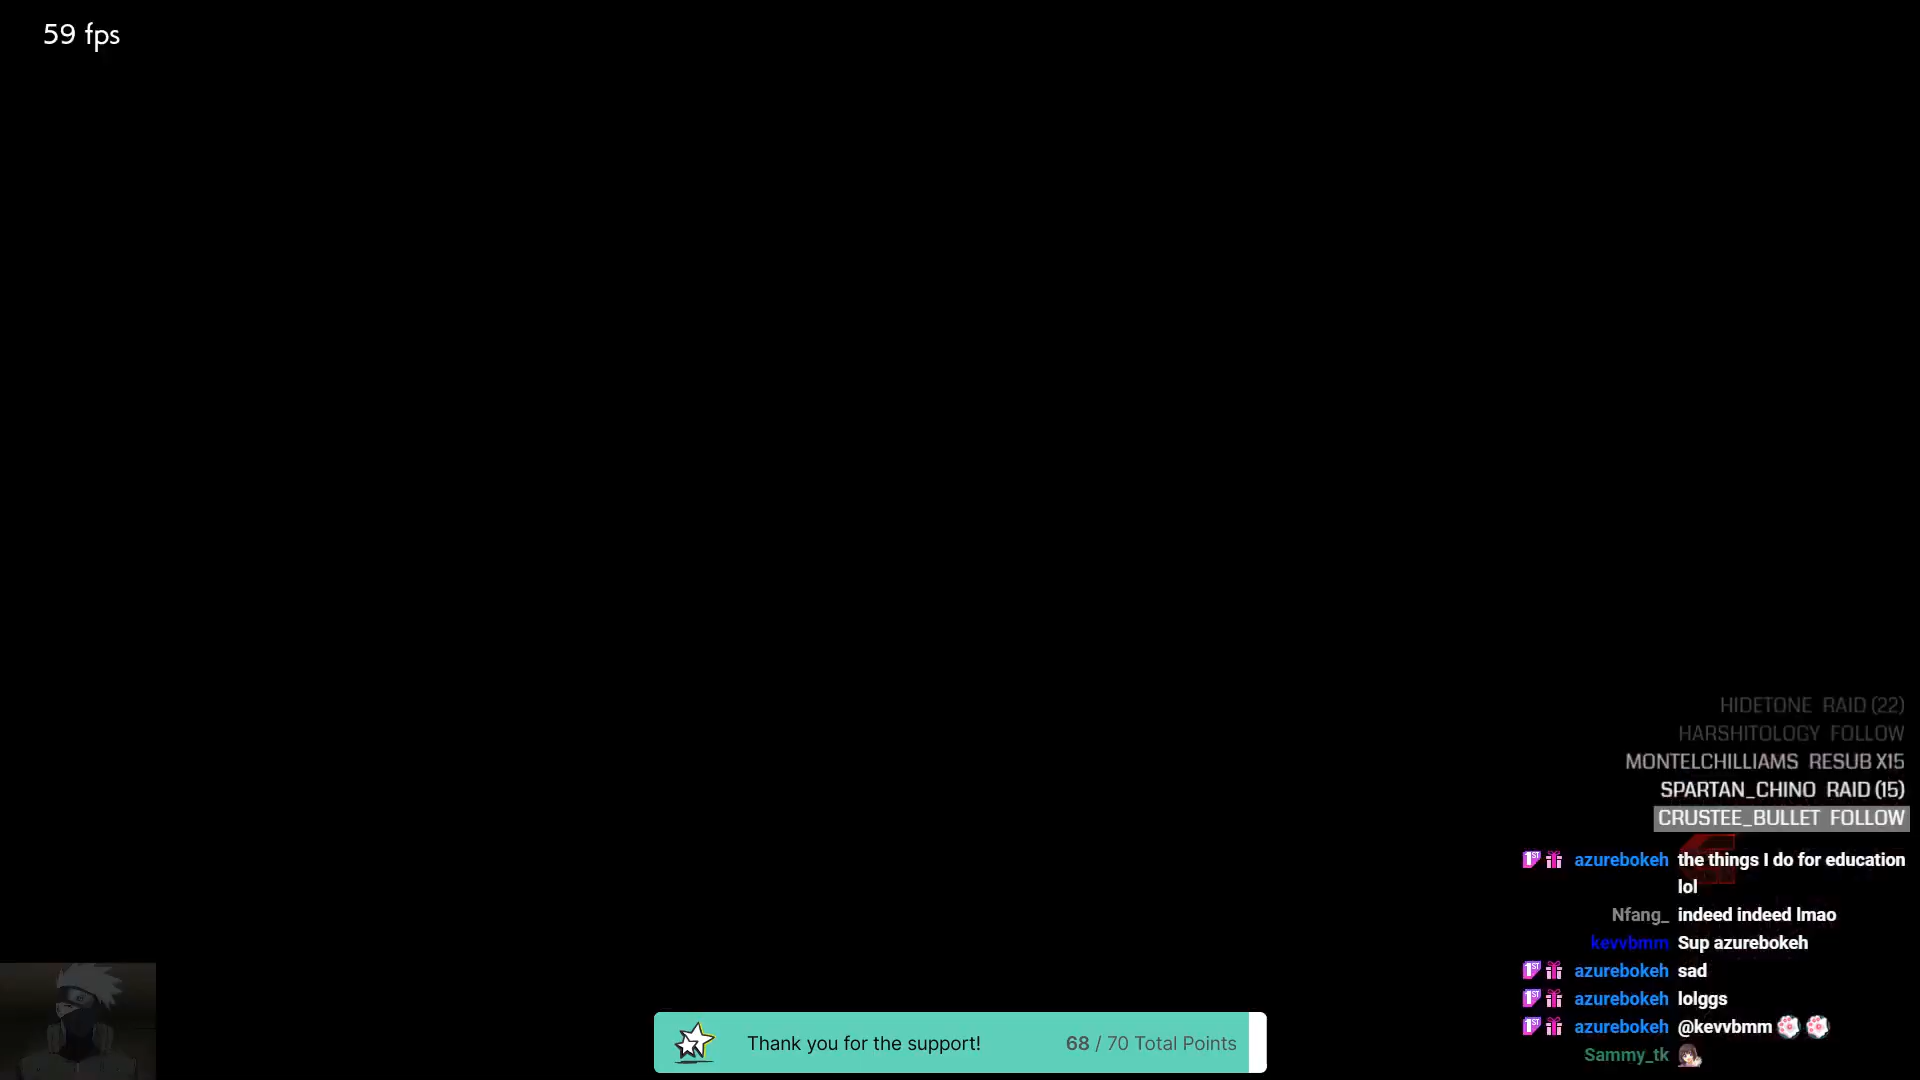 59 fps
HIDETONE RAID (22)
HARSHITOLOGY FOLLOW
MONTELCHILLIAMS RESUB X15
SPARTAN_CHINO RAID (15)
CRUSTEE_BULLET FOLLOW
azurebokeh the things I do for education
lol
Nfang_ indeed indeed lmao
kevvbmm Sup azurebokeh
azurebokeh sad
azurebokeh lolggs
azurebokeh @kevvbmm
Sammy_tk
Thank you for the support! 68 / 70 Total Points